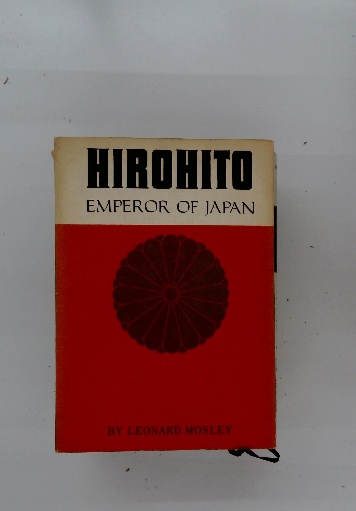 HIROHITO
EMPEROR OF JAPAN
BY LEONARD MOSLEY